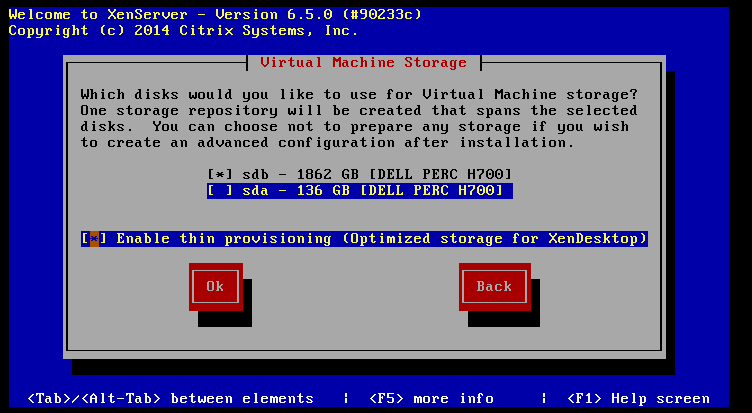 Welcome to XenServer - Version 6.5.0 (#90233c)
Copyright (c) 2014 Citrix Systems, Inc.
Virtual Machine Storage
Which disks would you like to use for Virtual Machine storage?
One storage repository will be created that spans the selected
disks.  You can choose not to prepare any storage if you wish
to create an advanced configuration after installation.
[*] sdb - 1862 GB [DELL PERC H700]
[ ] sda - 136 GB [DELL PERC H700]
[*] Enable thin provisioning (Optimized storage for XenDesktop)
Ok Back
<Tab>/<Alt-Tab> between elements | <F5> more info | <F1> Help screen